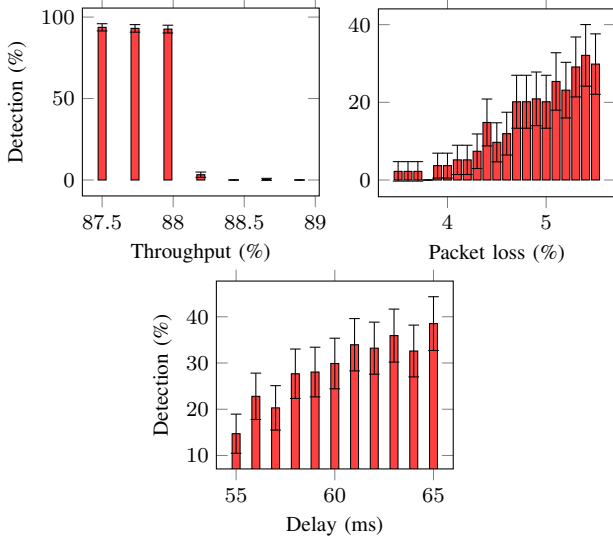 100
50
0
Detection (%)
87.5 88 88.5 89
Throughput (%)
40
20
0
4 5
Packet loss (%)
40
30
20
10
Detection (%)
55 60 65
Delay (ms)